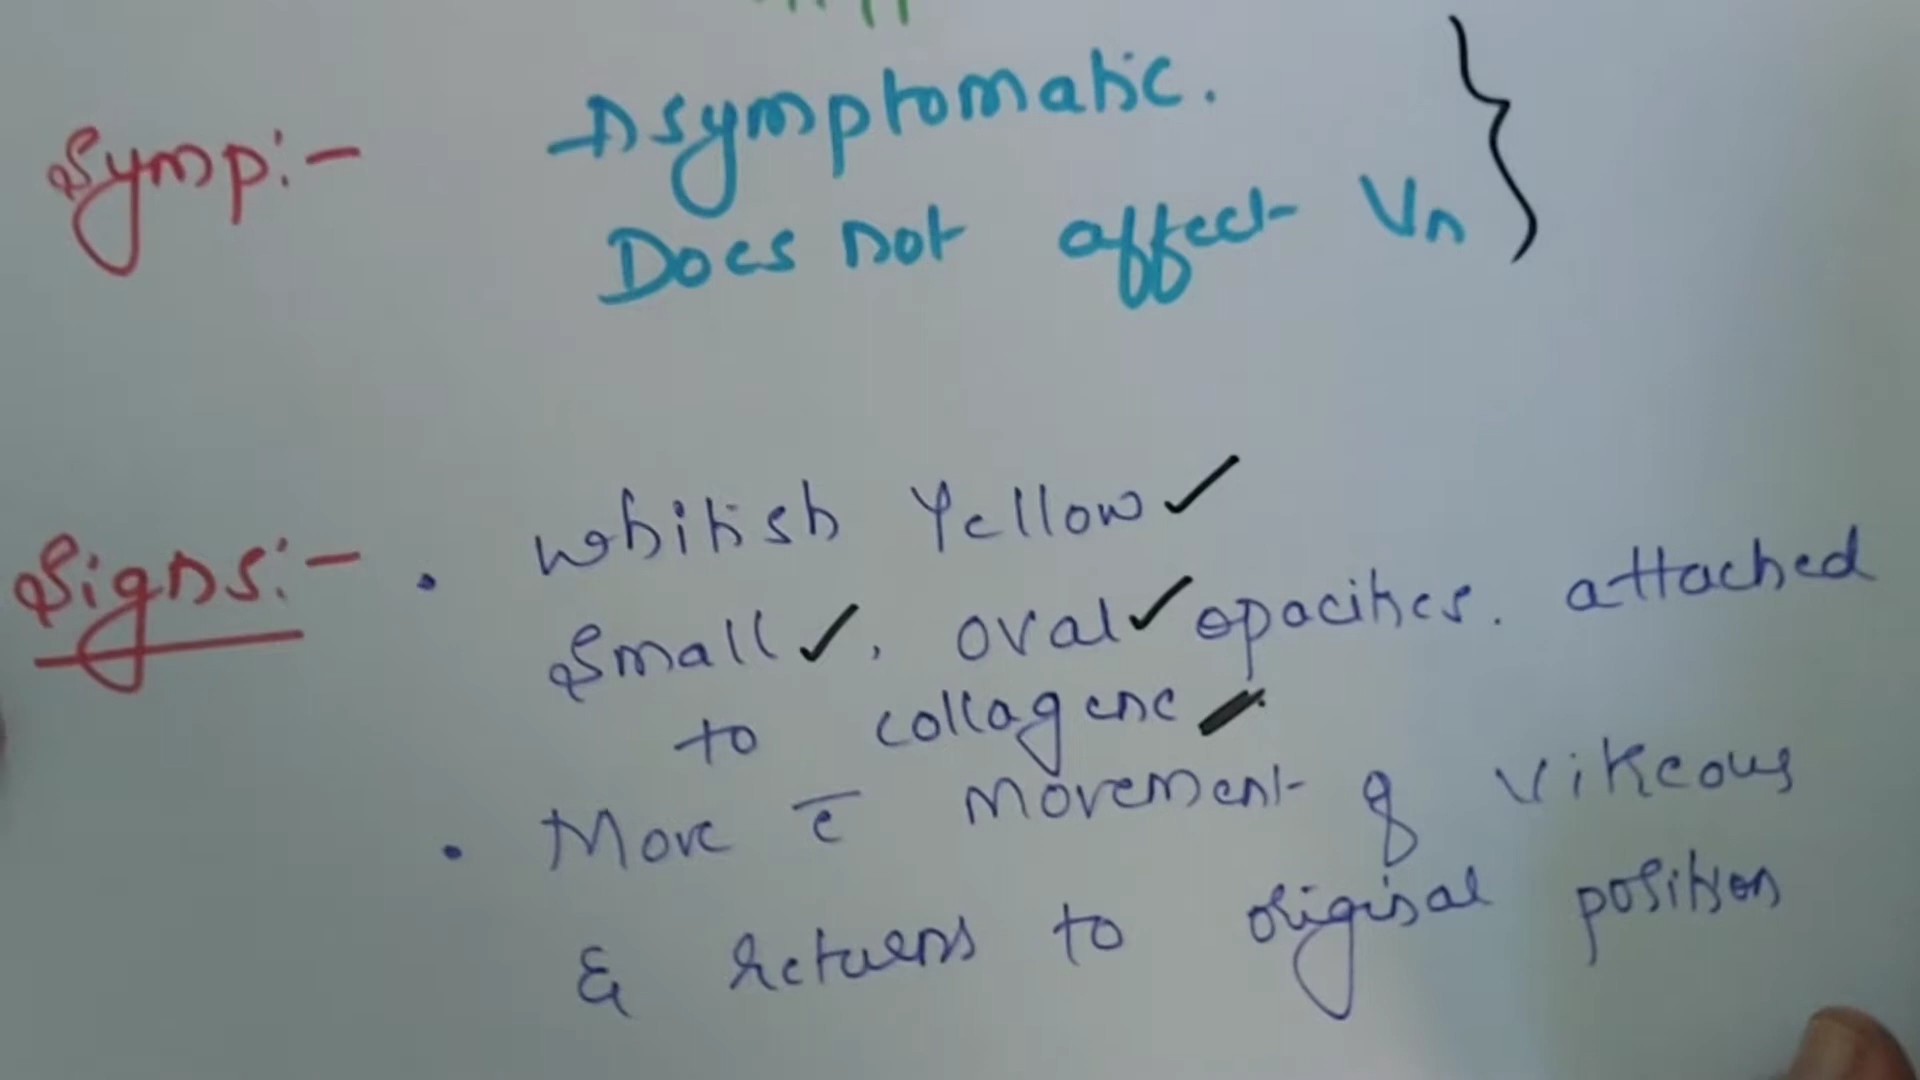 Symp:- Asymptomatic.
Does not affect Vn
Signs:- • Whitish Yellow ✓
Small ✓, oval ✓ opacities. attached
to collagene
• Move c̅ movement of vitreous
& returns to original position